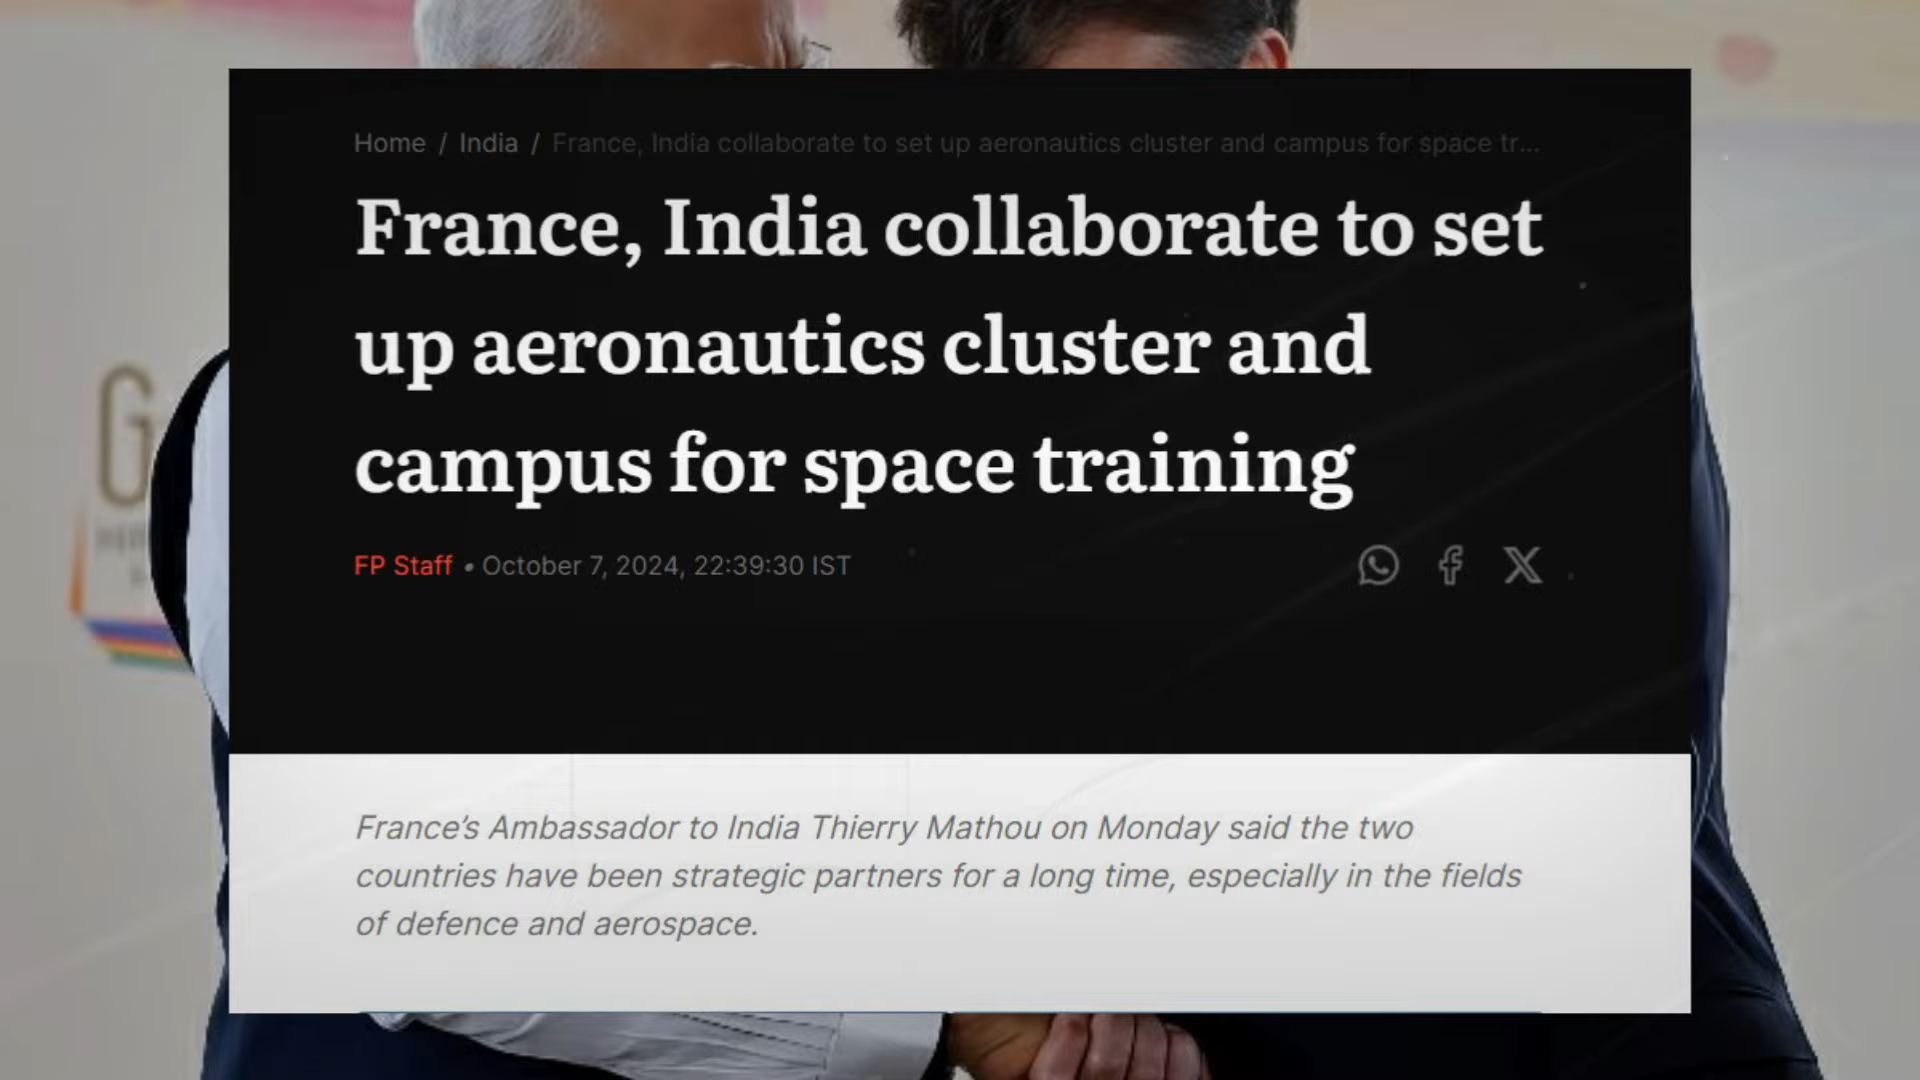 Home / India / France, India collaborate to set up aeronautics cluster and campus for space tr...
France, India collaborate to set
up aeronautics cluster and
campus for space training
FP Staff • October 7, 2024, 22:39:30 IST
G
France’s Ambassador to India Thierry Mathou on Monday said the two
countries have been strategic partners for a long time, especially in the fields
of defence and aerospace.